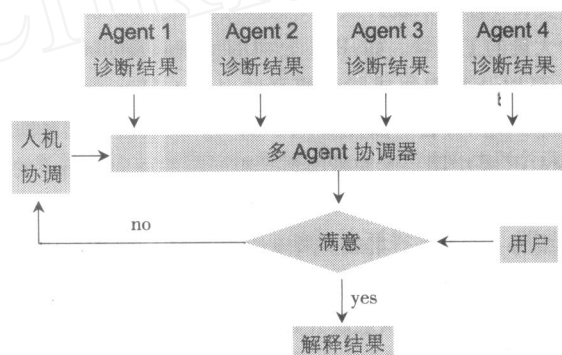 Agent 1
诊断结果
Agent 2
诊断结果
Agent 3
诊断结果
Agent 4
诊断结果
人机
协调
多 Agent 协调器
no
满意
用户
yes
解释结果